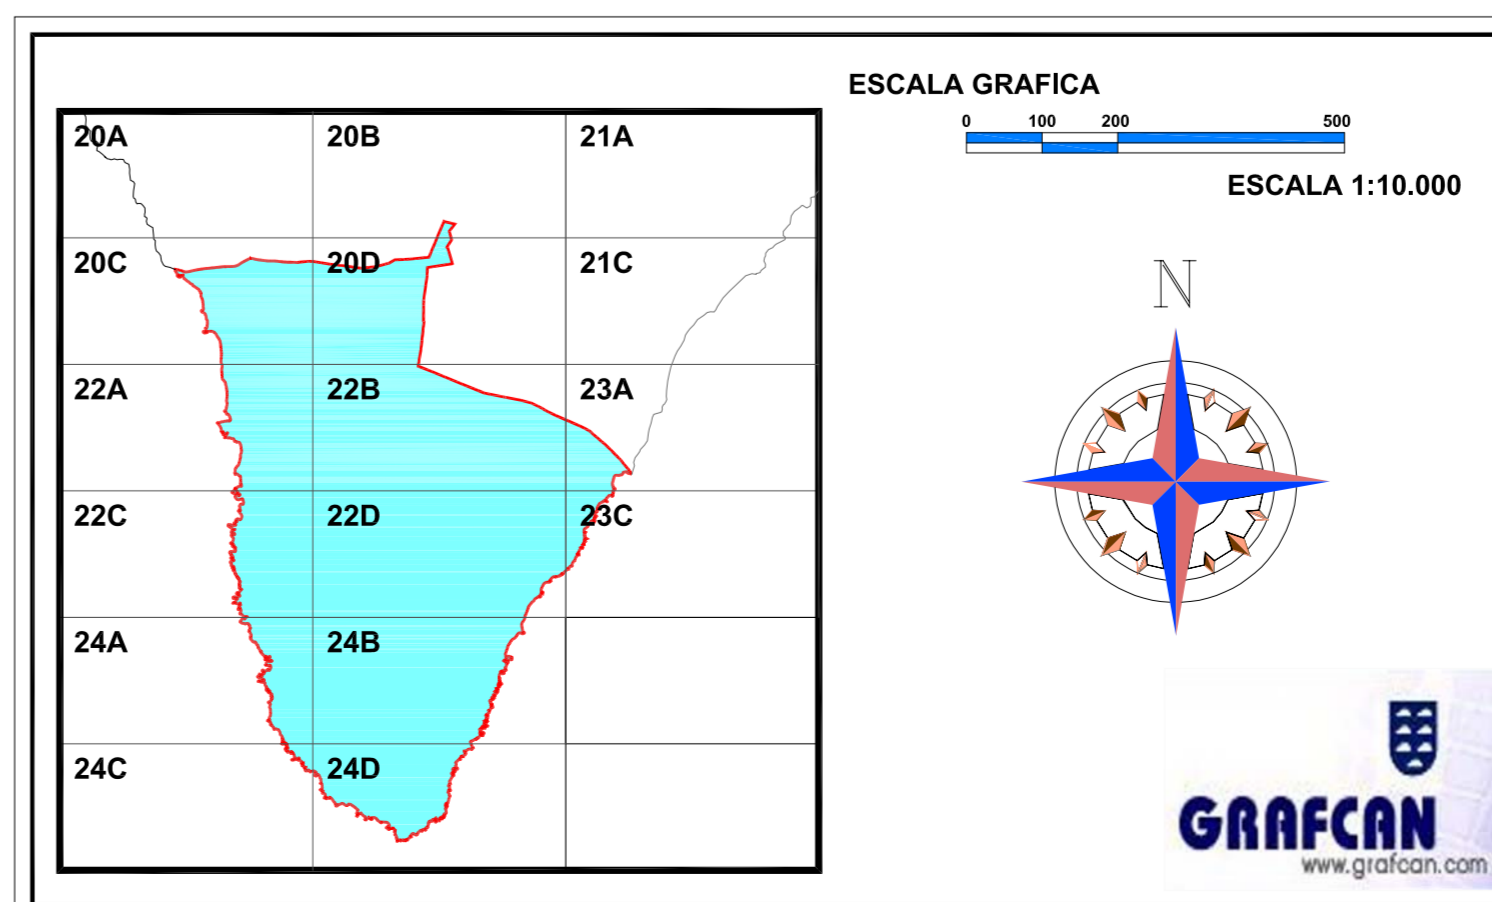 ESCALA GRAFICA
0 100 200 500
ESCALA 1:10.000
20A 20B 21A
20C 20D 21C
22A 22B 23A
22C 22D 23C
24A 24B
24C 24D
N
GRAFCAN
www.grafcan.com